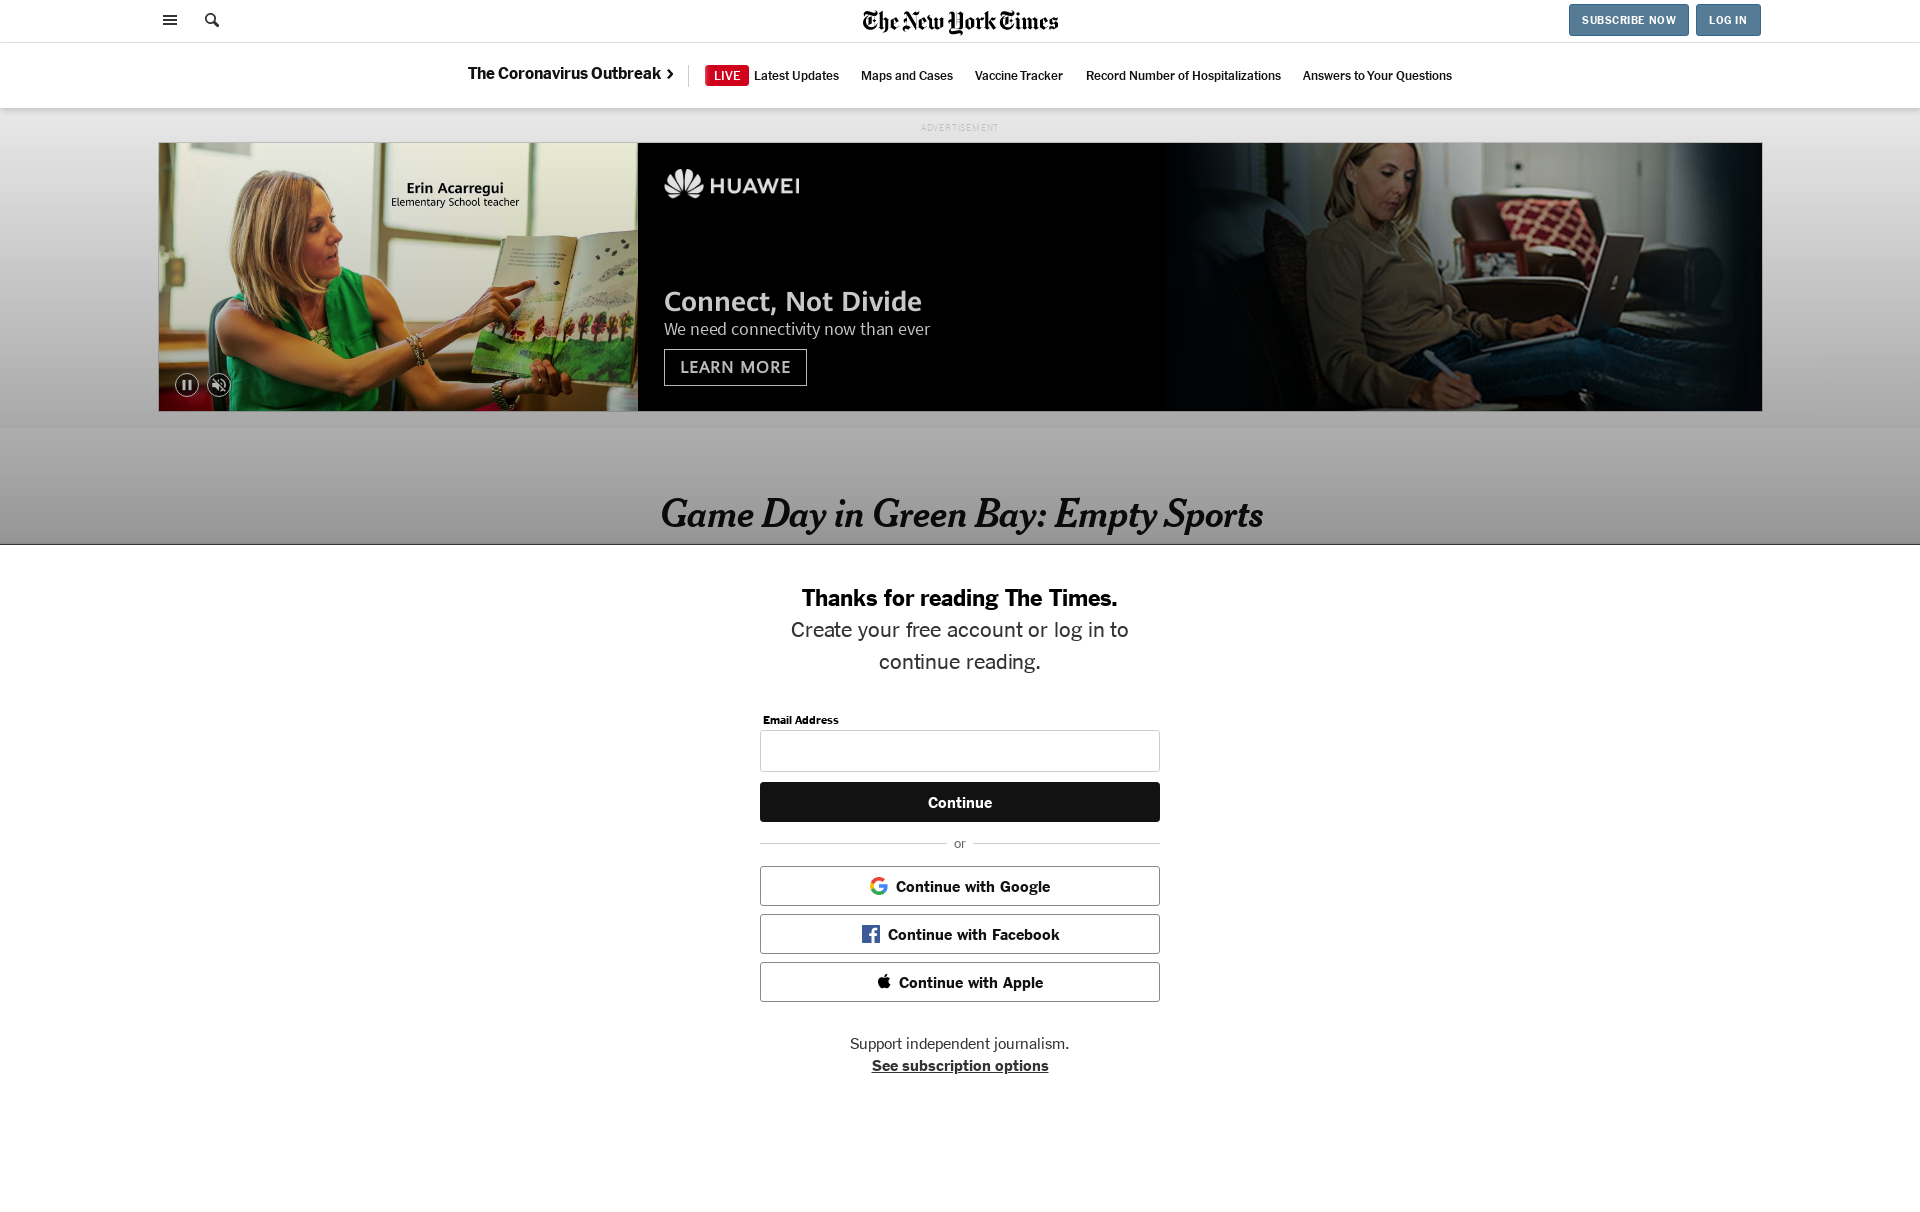 The New York Times
SUBSCRIBE NOW
LOG IN
The Coronavirus Outbreak
LIVE Latest Updates
Maps and Cases
Vaccine Tracker
Record Number of Hospitalizations
Answers to Your Questions
ADVERTISEMENT
Erin Acarregui
Elementary School teacher
HUAWEI
Connect, Not Divide
We need connectivity now than ever
LEARN MORE
Game Day in Green Bay: Empty Sports
Thanks for reading The Times.
Create your free account or log in to
continue reading.
Email Address
Continue
or
Continue with Google
Continue with Facebook
Continue with Apple
Support independent journalism.
See subscription options